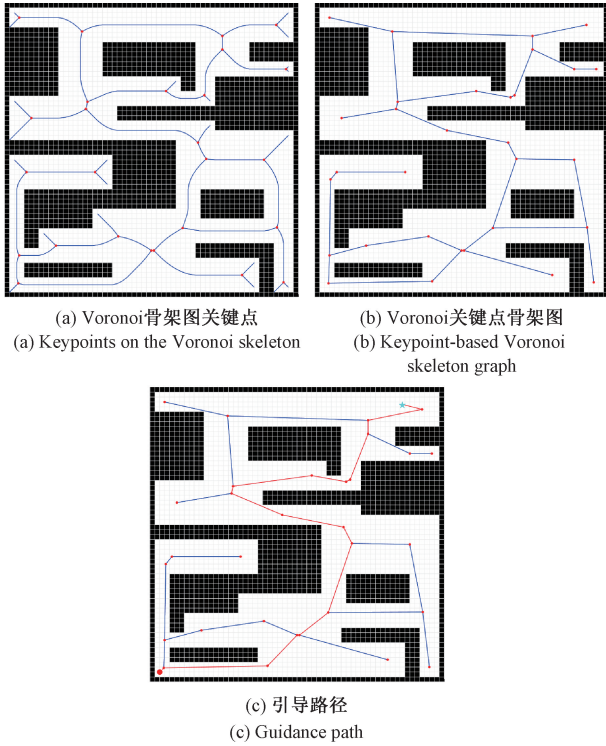 (a) Voronoi骨架图关键点
(a) Keypoints on the Voronoi skeleton
(b) Voronoi关键点骨架图
(b) Keypoint-based Voronoi
skeleton graph
(c) 引导路径
(c) Guidance path